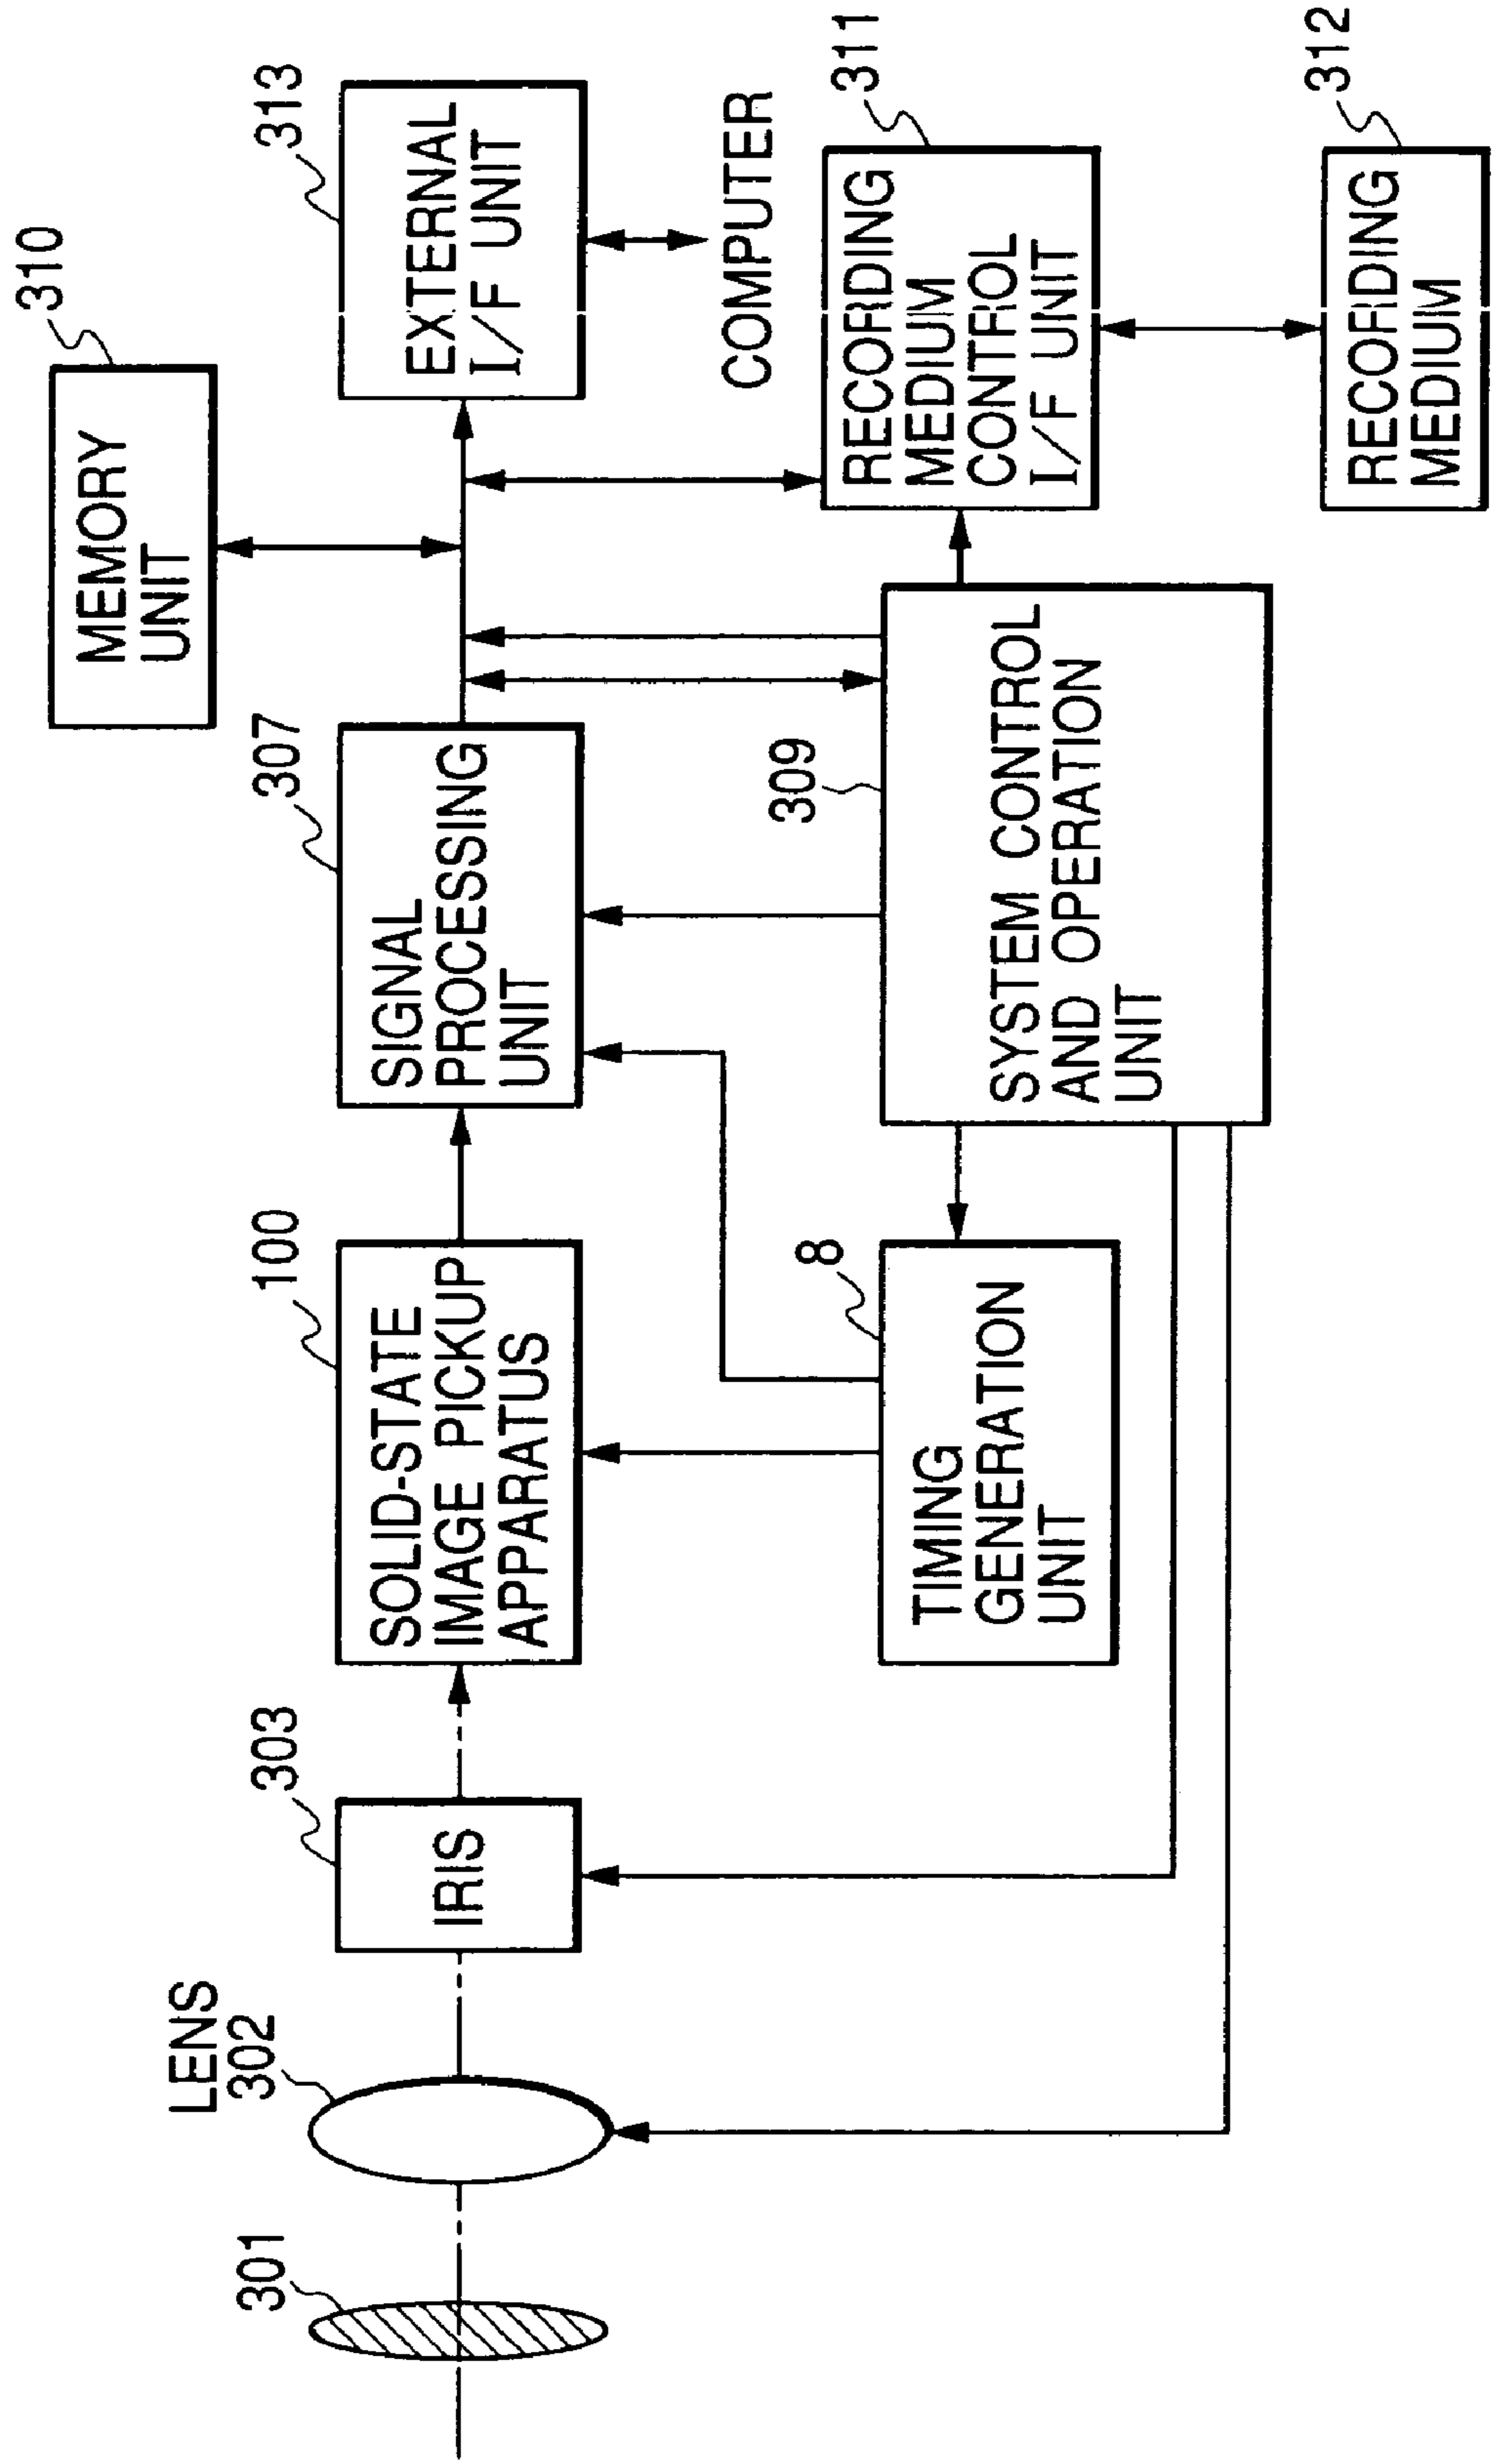 310
MEMORY
UNIT
301
LENS
302
303
IRIS
100
SOLID-STATE
IMAGE PICKUP
APPARATUS
307
SIGNAL
PROCESSING
UNIT
313
EXTERNAL
I/F UNIT
COMPUTER
8
TIMING
GENERATION
UNIT
309
SYSTEM CONTROL
AND OPERATION
UNIT
311
RECORDING
MEDIUM
CONTROL
I/F UNIT
312
RECORDING
MEDIUM